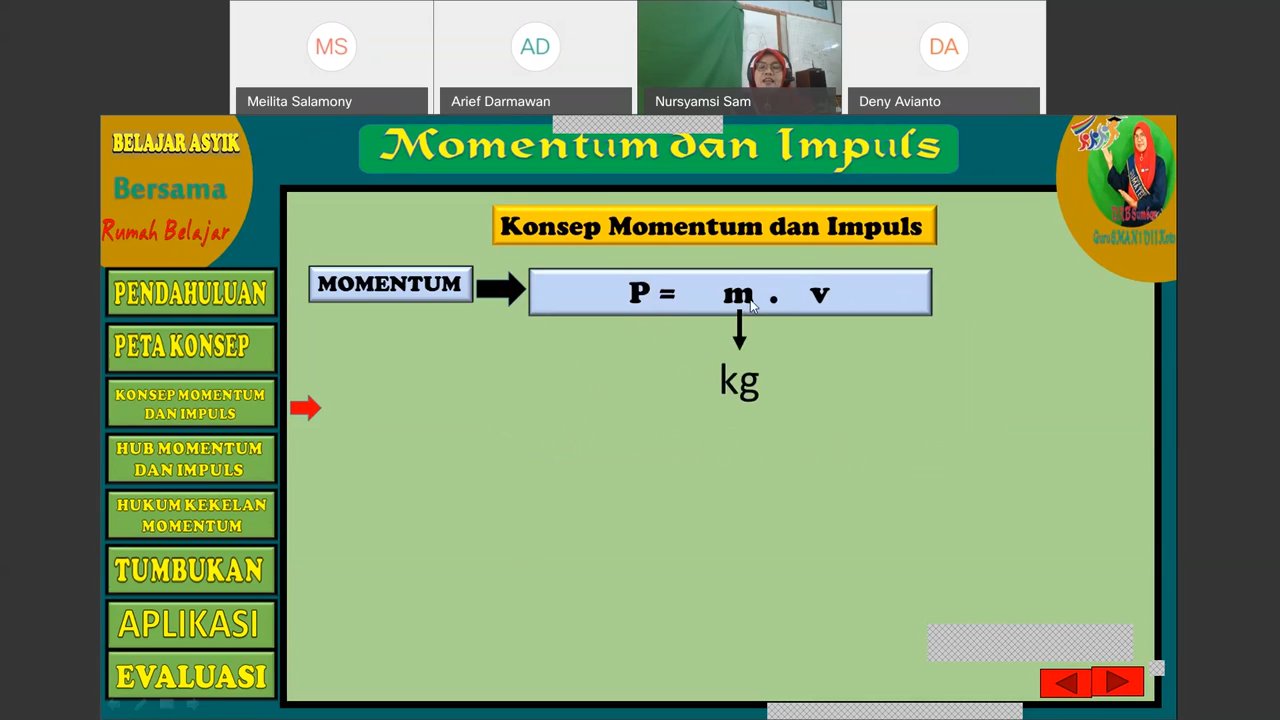 MS
AD
DA
Meilita Salamony
Arief Darmawan
Nursyamsi Sam
Deny Avianto
BELAJAR ASYIK
Bersama
Rumah Belajar
Momentum dan Impuls
Konsep Momentum dan Impuls
MOMENTUM
P = m . v
kg
PENDAHULUAN
PETA KONSEP
KONSEP MOMENTUM
DAN IMPULS
HUB MOMENTUM
DAN IMPULS
HUKUM KEKELAN
MOMENTUM
TUMBUKAN
APLIKASI
EVALUASI